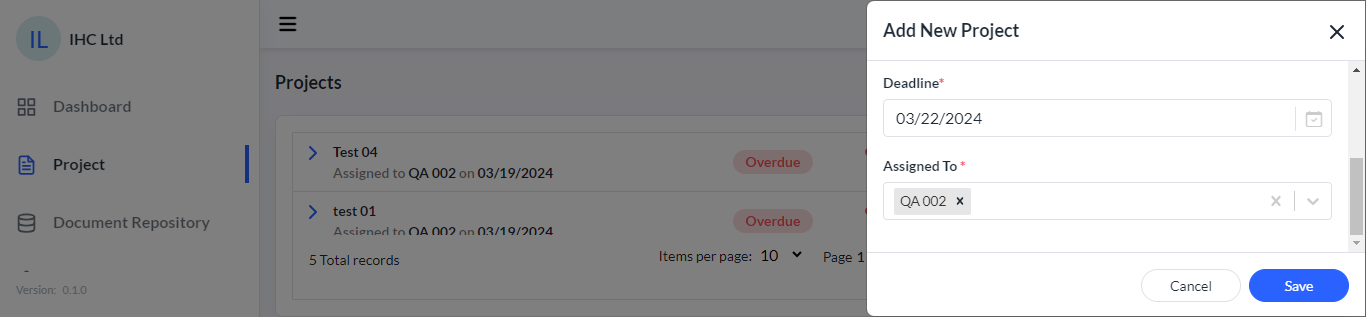 IL IHC Ltd
Dashboard
Project
Document Repository
Version: 0.1.0
Projects
Test 04
Assigned to QA 002 on 03/19/2024
Overdue
test 01
Assigned to QA 002 on 03/19/2024
Overdue
5 Total records
Items per page: 10
Page 1
Add New Project
Deadline*
03/22/2024
Assigned To *
QA 002
Cancel
Save